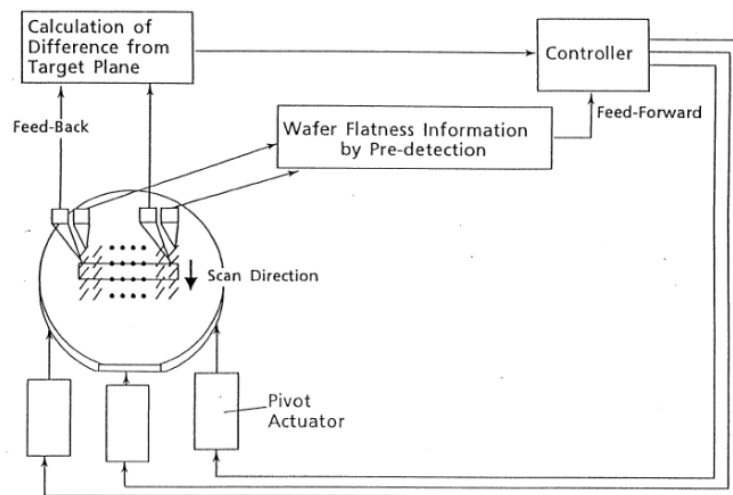 Calculation of
Difference from
Target Plane
Controller
Feed-Back
Wafer Flatness Information
by Pre-detection
Feed-Forward
Scan Direction
Pivot
Actuator